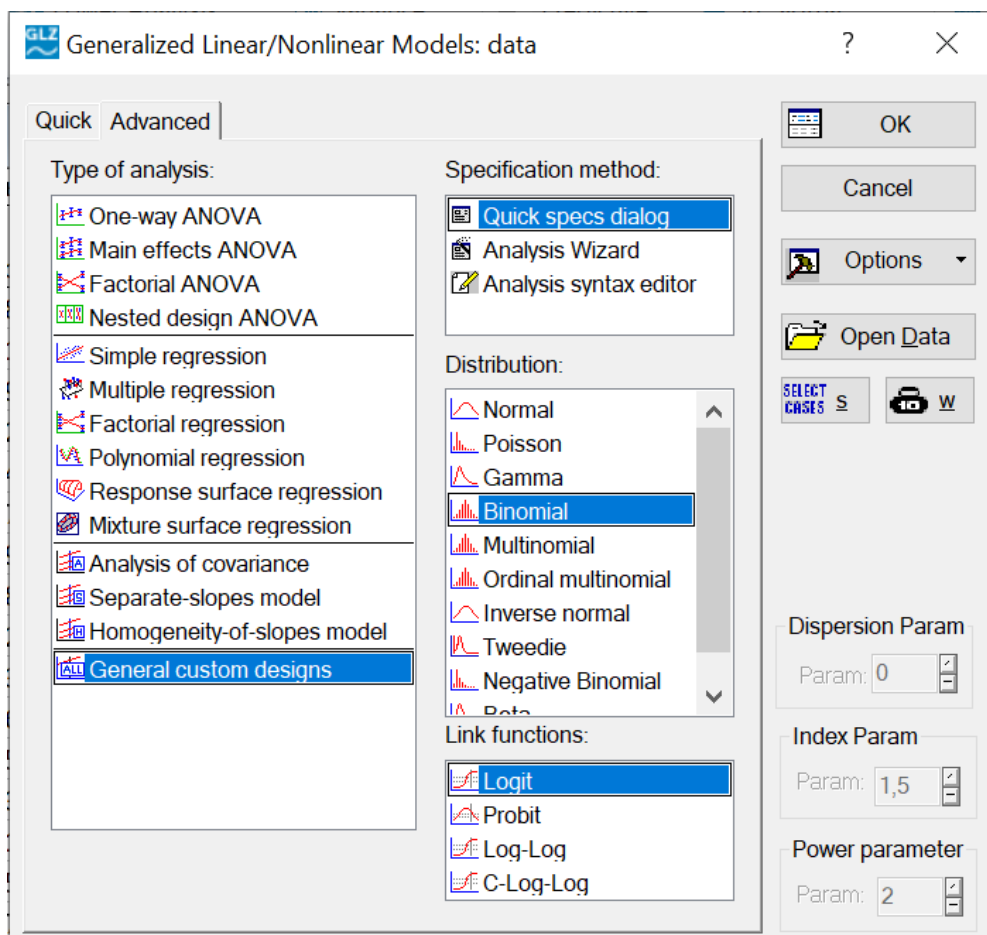 GLZ Generalized Linear/Nonlinear Models: data ? ×
Quick Advanced
Type of analysis:
One-way ANOVA
Main effects ANOVA
Factorial ANOVA
Nested design ANOVA
Simple regression
Multiple regression
Factorial regression
Polynomial regression
Response surface regression
Mixture surface regression
Analysis of covariance
Separate-slopes model
Homogeneity-of-slopes model
ALL General custom designs
Specification method:
Quick specs dialog
Analysis Wizard
Analysis syntax editor
Distribution:
Normal
Poisson
Gamma
Binomial
Multinomial
Ordinal multinomial
Inverse normal
Tweedie
Negative Binomial
Beta
Link functions:
Logit
Probit
Log-Log
C-Log-Log
OK
Cancel
Options
Open Data
SELECT CASES S W
Dispersion Param
Param: 0
Index Param
Param: 1,5
Power parameter
Param: 2